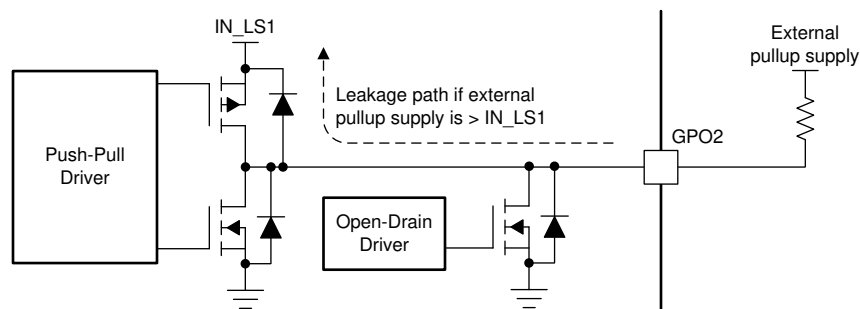 IN_LS1
External
pullup supply
Leakage path if external
pullup supply is > IN_LS1
GPO2
Push-Pull
Driver
Open-Drain
Driver